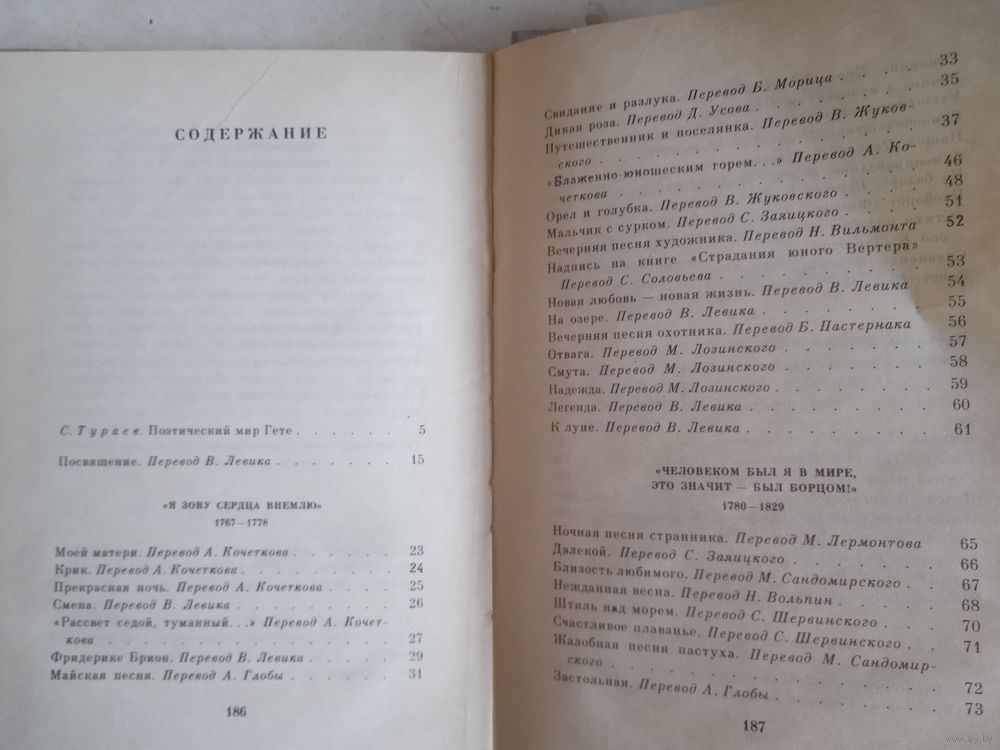 СОДЕРЖАНИЕ
С. Тураев. Поэтический мир Гете . . . . . . . 5
Посвящение. Перевод В. Левика . . . . . . . 15
«Я ЗОВУ СЕРДЦА ВНЕМЛЮ»
1767—1778
Моей матери. Перевод А. Кочеткова . . . . . . 23
Крик. Перевод А. Кочеткова . . . . . . . . 24
Прекрасная ночь. Перевод А. Кочеткова . . . . . 25
Смена. Перевод В. Левика . . . . . . . . . 26
«Рассвет седой, туманный. . .» Перевод А. Кочет-
кова . . . . . . . . . . . . . . . 27
Фридерике Брион. Перевод В. Левика . . . . . 29
Майская песня. Перевод А. Глобы . . . . . . 31
186
Свидание и разлука. Перевод Б. Морица . . . . 33
Дикая роза. Перевод Д. Усова . . . . . . . 35
Путешественник и поселянка. Перевод В. Жуков-
ского . . . . . . . . . . . . . . . 37
«Блаженно-юношеским горем. . .» Перевод А. Ко-
четкова . . . . . . . . . . . . . . 46
Орел и голубка. Перевод В. Жуковского . . . . 48
Мальчик с сурком. Перевод С. Заяицкого . . . . 51
Вечерняя песня художника. Перевод Н. Вильмонта 52
Надпись на книге «Страдания юного Вертера»
Перевод С. Соловьева . . . . . . . . . 53
Новая любовь — новая жизнь. Перевод В. Левика 54
На озере. Перевод В. Левика . . . . . . . . 55
Вечерняя песня охотника. Перевод Б. Пастернака 56
Отвага. Перевод М. Лозинского . . . . . . . 57
Смута. Перевод М. Лозинского . . . . . . . 58
Надежда. Перевод М. Лозинского . . . . . . 59
Легенда. Перевод В. Левика . . . . . . . . 60
К луне. Перевод В. Левика . . . . . . . . 61
«ЧЕЛОВЕКОМ БЫЛ Я В МИРЕ,
ЭТО ЗНАЧИТ — БЫЛ БОРЦОМ!»
1780—1829
Ночная песня странника. Перевод М. Лермонтова 65
Далекой. Перевод С. Заяицкого . . . . . . . 66
Близость любимого. Перевод М. Сандомирского . 67
Нежданная весна. Перевод Н. Вольпин . . . . 68
Штиль над морем. Перевод С. Шервинского . . . 70
Счастливое плаванье. Перевод С. Шервинского . . 71
Жалобная песня пастуха. Перевод М. Сандомир-
ского . . . . . . . . . . . . . . . 72
Застольная. Перевод А. Глобы . . . . . . . 73
187
www.ay.by